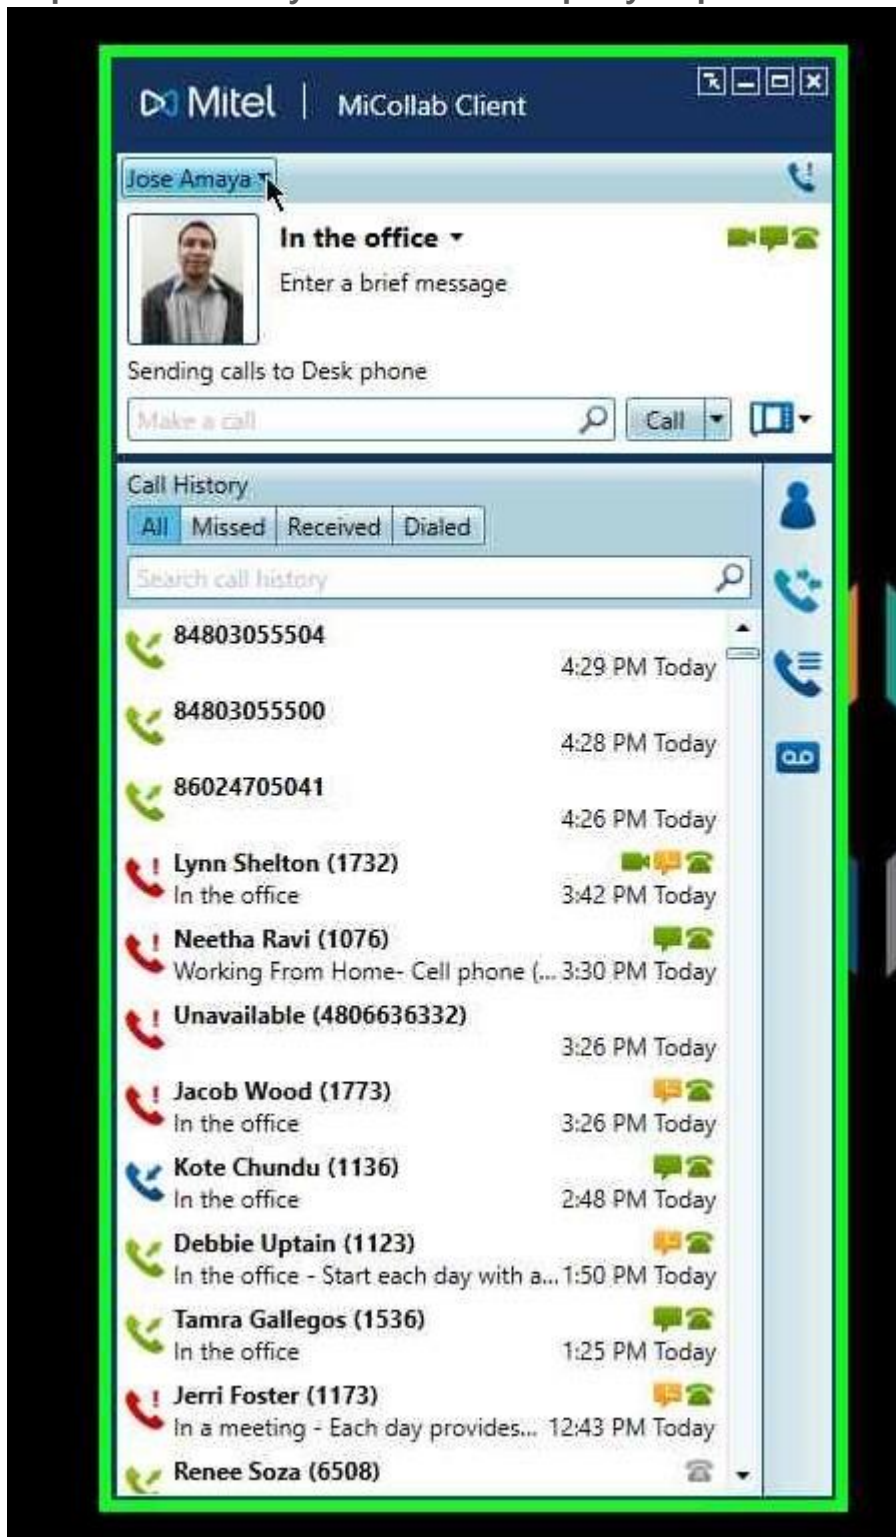 Mitel | MiCollab Client
Jose Amaya
In the office
Enter a brief message
Sending calls to Desk phone
Make a call
Call
Call History
All Missed Received Dialed
Search call history
84803055504
4:29 PM Today
84803055500
4:28 PM Today
86024705041
4:26 PM Today
Lynn Shelton (1732)
In the office 3:42 PM Today
Neetha Ravi (1076)
Working From Home- Cell phone (... 3:30 PM Today
Unavailable (4806636332)
3:26 PM Today
Jacob Wood (1773)
In the office 3:26 PM Today
Kote Chundu (1136)
In the office 2:48 PM Today
Debbie Uptain (1123)
In the office - Start each day with a... 1:50 PM Today
Tamra Gallegos (1536)
In the office 1:25 PM Today
Jerri Foster (1173)
In a meeting - Each day provides... 12:43 PM Today
Renee Soza (6508)